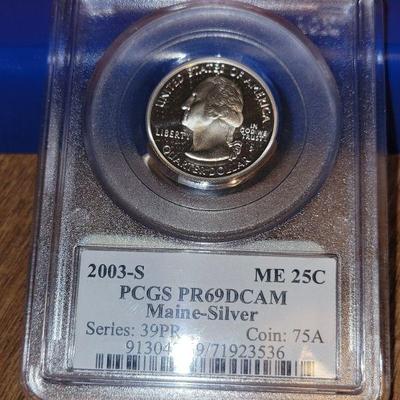 UNITED STATES OF AMERICA
LIBERTY
IN
GOD WE
TRUST
S
QUARTER DOLLAR
2003-S ME 25C
PCGS PR69DCAM
Maine-Silver
Series: 39PR Coin: 75A
/71923536